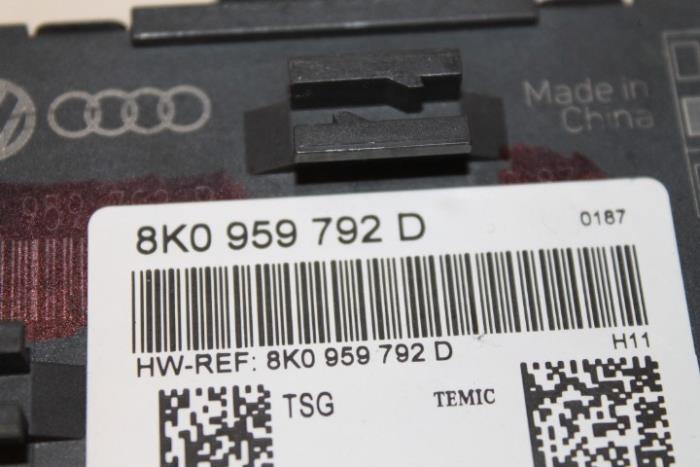 Made in
China
8K0 959 792 D
0187
H11
HW-REF: 8K0 959 792 D
TSG
TEMIC